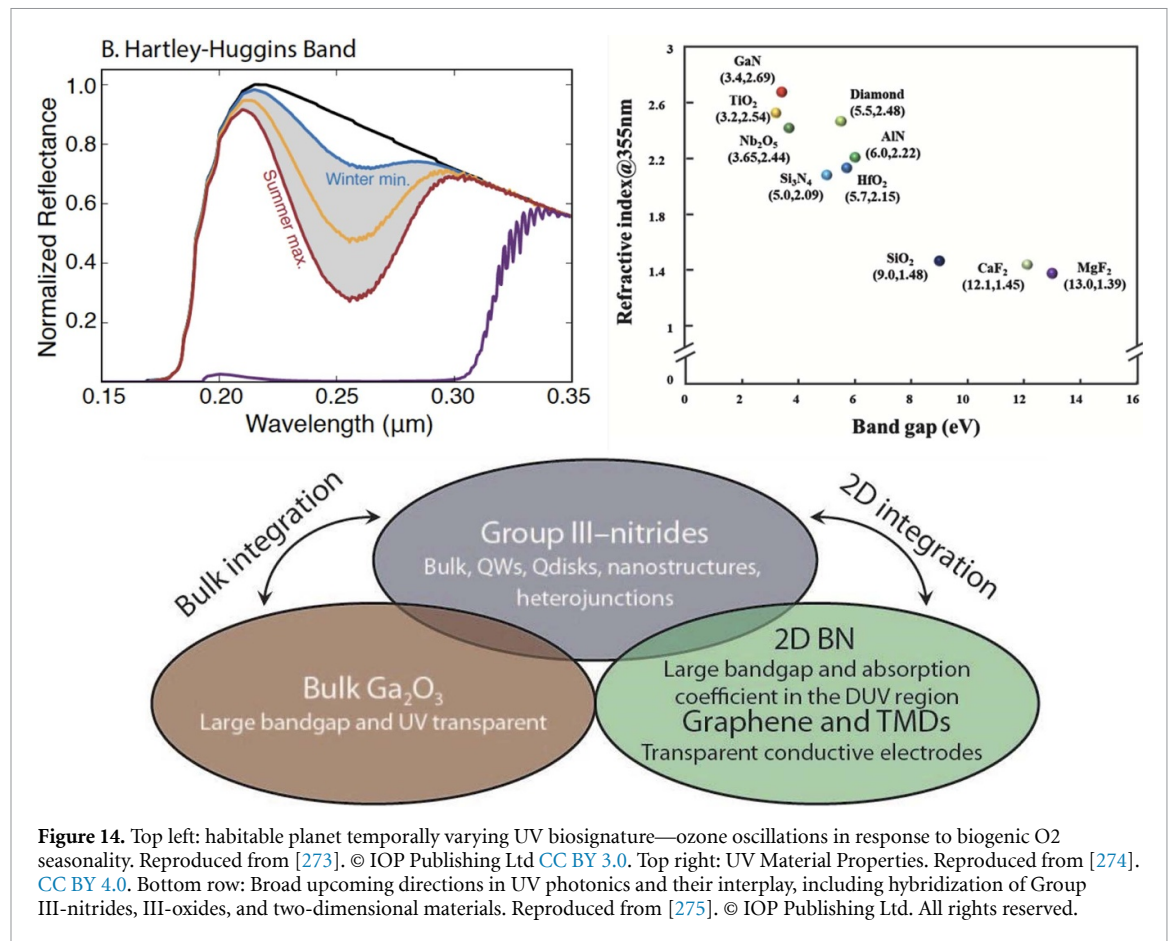 B. Hartley-Huggins Band
Normalized Reflectance
1.0
0.8
0.6
0.4
0.2
Winter min.
Summer max.
0.15
0.20
0.25
0.30
0.35
Wavelength (μm)
Refractive index@355nm
3
2.6
2.2
1.8
1.4
1
0
GaN
(3.4,2.69)
TiO₂
(3.2,2.54)
Nb₂O₅
(3.65,2.44)
Si₃N₄
(5.0,2.09)
Diamond
(5.5,2.48)
AlN
(6.0,2.22)
HfO₂
(5.7,2.15)
SiO₂
(9.0,1.48)
CaF₂
(12.1,1.45)
MgF₂
(13.0,1.39)
0
2
4
6
8
10
12
14
16
Band gap (eV)
Bulk integration
2D integration
Group III–nitrides
Bulk, QWs, Qdisks, nanostructures,
heterojunctions
Bulk Ga₂O₃
Large bandgap and UV transparent
2D BN
Large bandgap and absorption
coefficient in the DUV region
Graphene and TMDs
Transparent conductive electrodes
Figure 14. Top left: habitable planet temporally varying UV biosignature—ozone oscillations in response to biogenic O2
seasonality. Reproduced from [273]. © IOP Publishing Ltd CC BY 3.0. Top right: UV Material Properties. Reproduced from [274].
CC BY 4.0. Bottom row: Broad upcoming directions in UV photonics and their interplay, including hybridization of Group
III-nitrides, III-oxides, and two-dimensional materials. Reproduced from [275]. © IOP Publishing Ltd. All rights reserved.